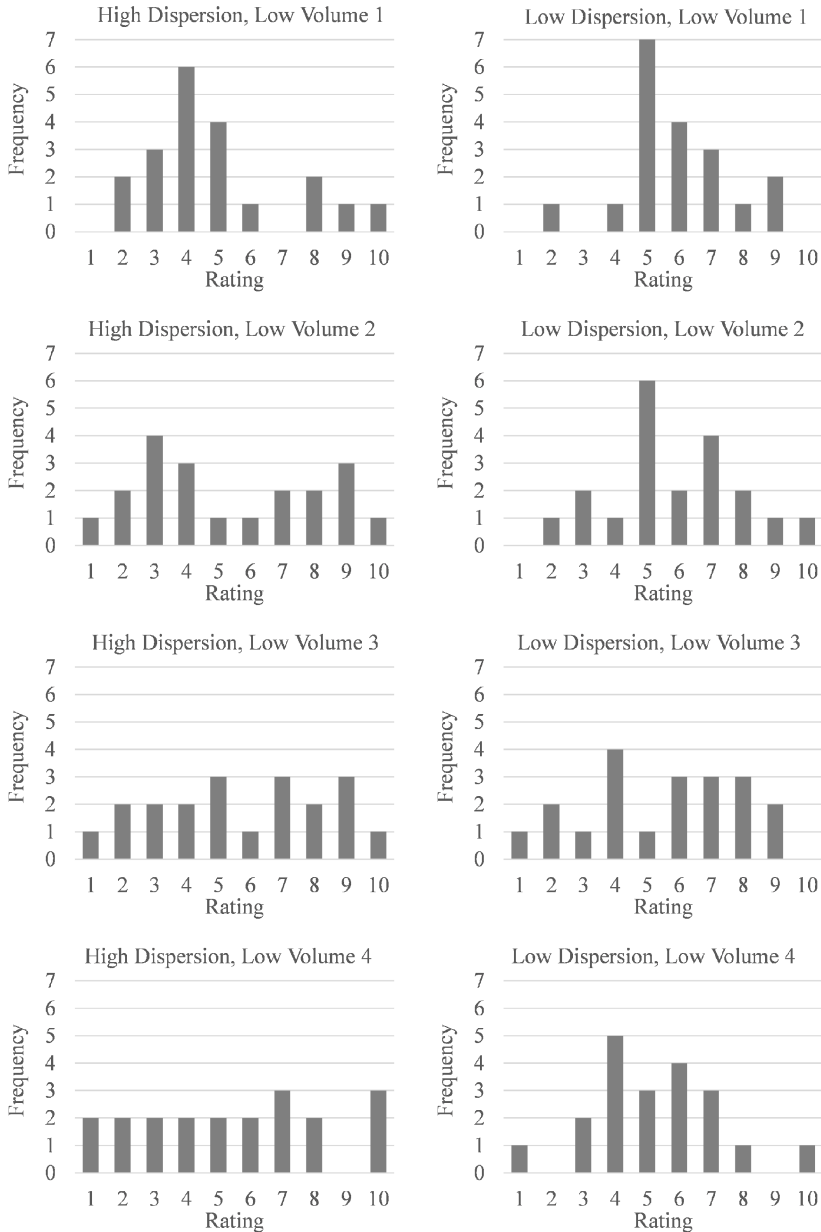 High Dispersion, Low Volume 1
Frequency
7
6
5
4
3
2
1
0
1 2 3 4 5 6 7 8 9 10
Rating
Low Dispersion, Low Volume 1
Frequency
7
6
5
4
3
2
1
0
1 2 3 4 5 6 7 8 9 10
Rating
High Dispersion, Low Volume 2
Frequency
7
6
5
4
3
2
1
0
1 2 3 4 5 6 7 8 9 10
Rating
Low Dispersion, Low Volume 2
Frequency
7
6
5
4
3
2
1
0
1 2 3 4 5 6 7 8 9 10
Rating
High Dispersion, Low Volume 3
Frequency
7
6
5
4
3
2
1
0
1 2 3 4 5 6 7 8 9 10
Rating
Low Dispersion, Low Volume 3
Frequency
7
6
5
4
3
2
1
0
1 2 3 4 5 6 7 8 9 10
Rating
High Dispersion, Low Volume 4
Frequency
7
6
5
4
3
2
1
0
1 2 3 4 5 6 7 8 9 10
Rating
Low Dispersion, Low Volume 4
Frequency
7
6
5
4
3
2
1
0
1 2 3 4 5 6 7 8 9 10
Rating